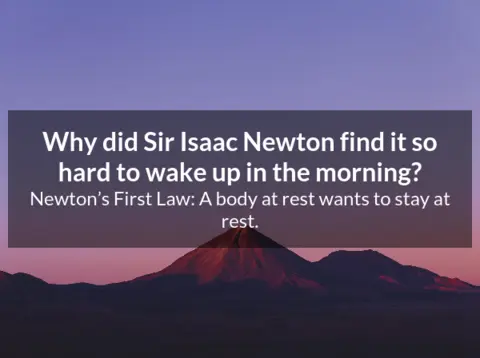 Why did Sir Isaac Newton find it so
hard to wake up in the morning?
Newton’s First Law: A body at rest wants to stay at
rest.